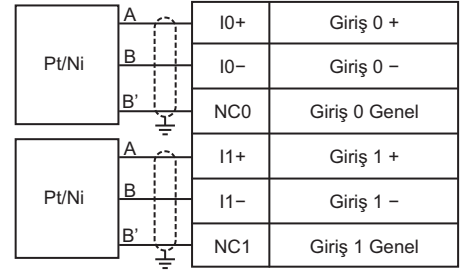 A I0+ Giriş 0 +
Pt/Ni B I0− Giriş 0 −
B' NC0 Giriş 0 Genel
A I1+ Giriş 1 +
Pt/Ni B I1− Giriş 1 −
B' NC1 Giriş 1 Genel